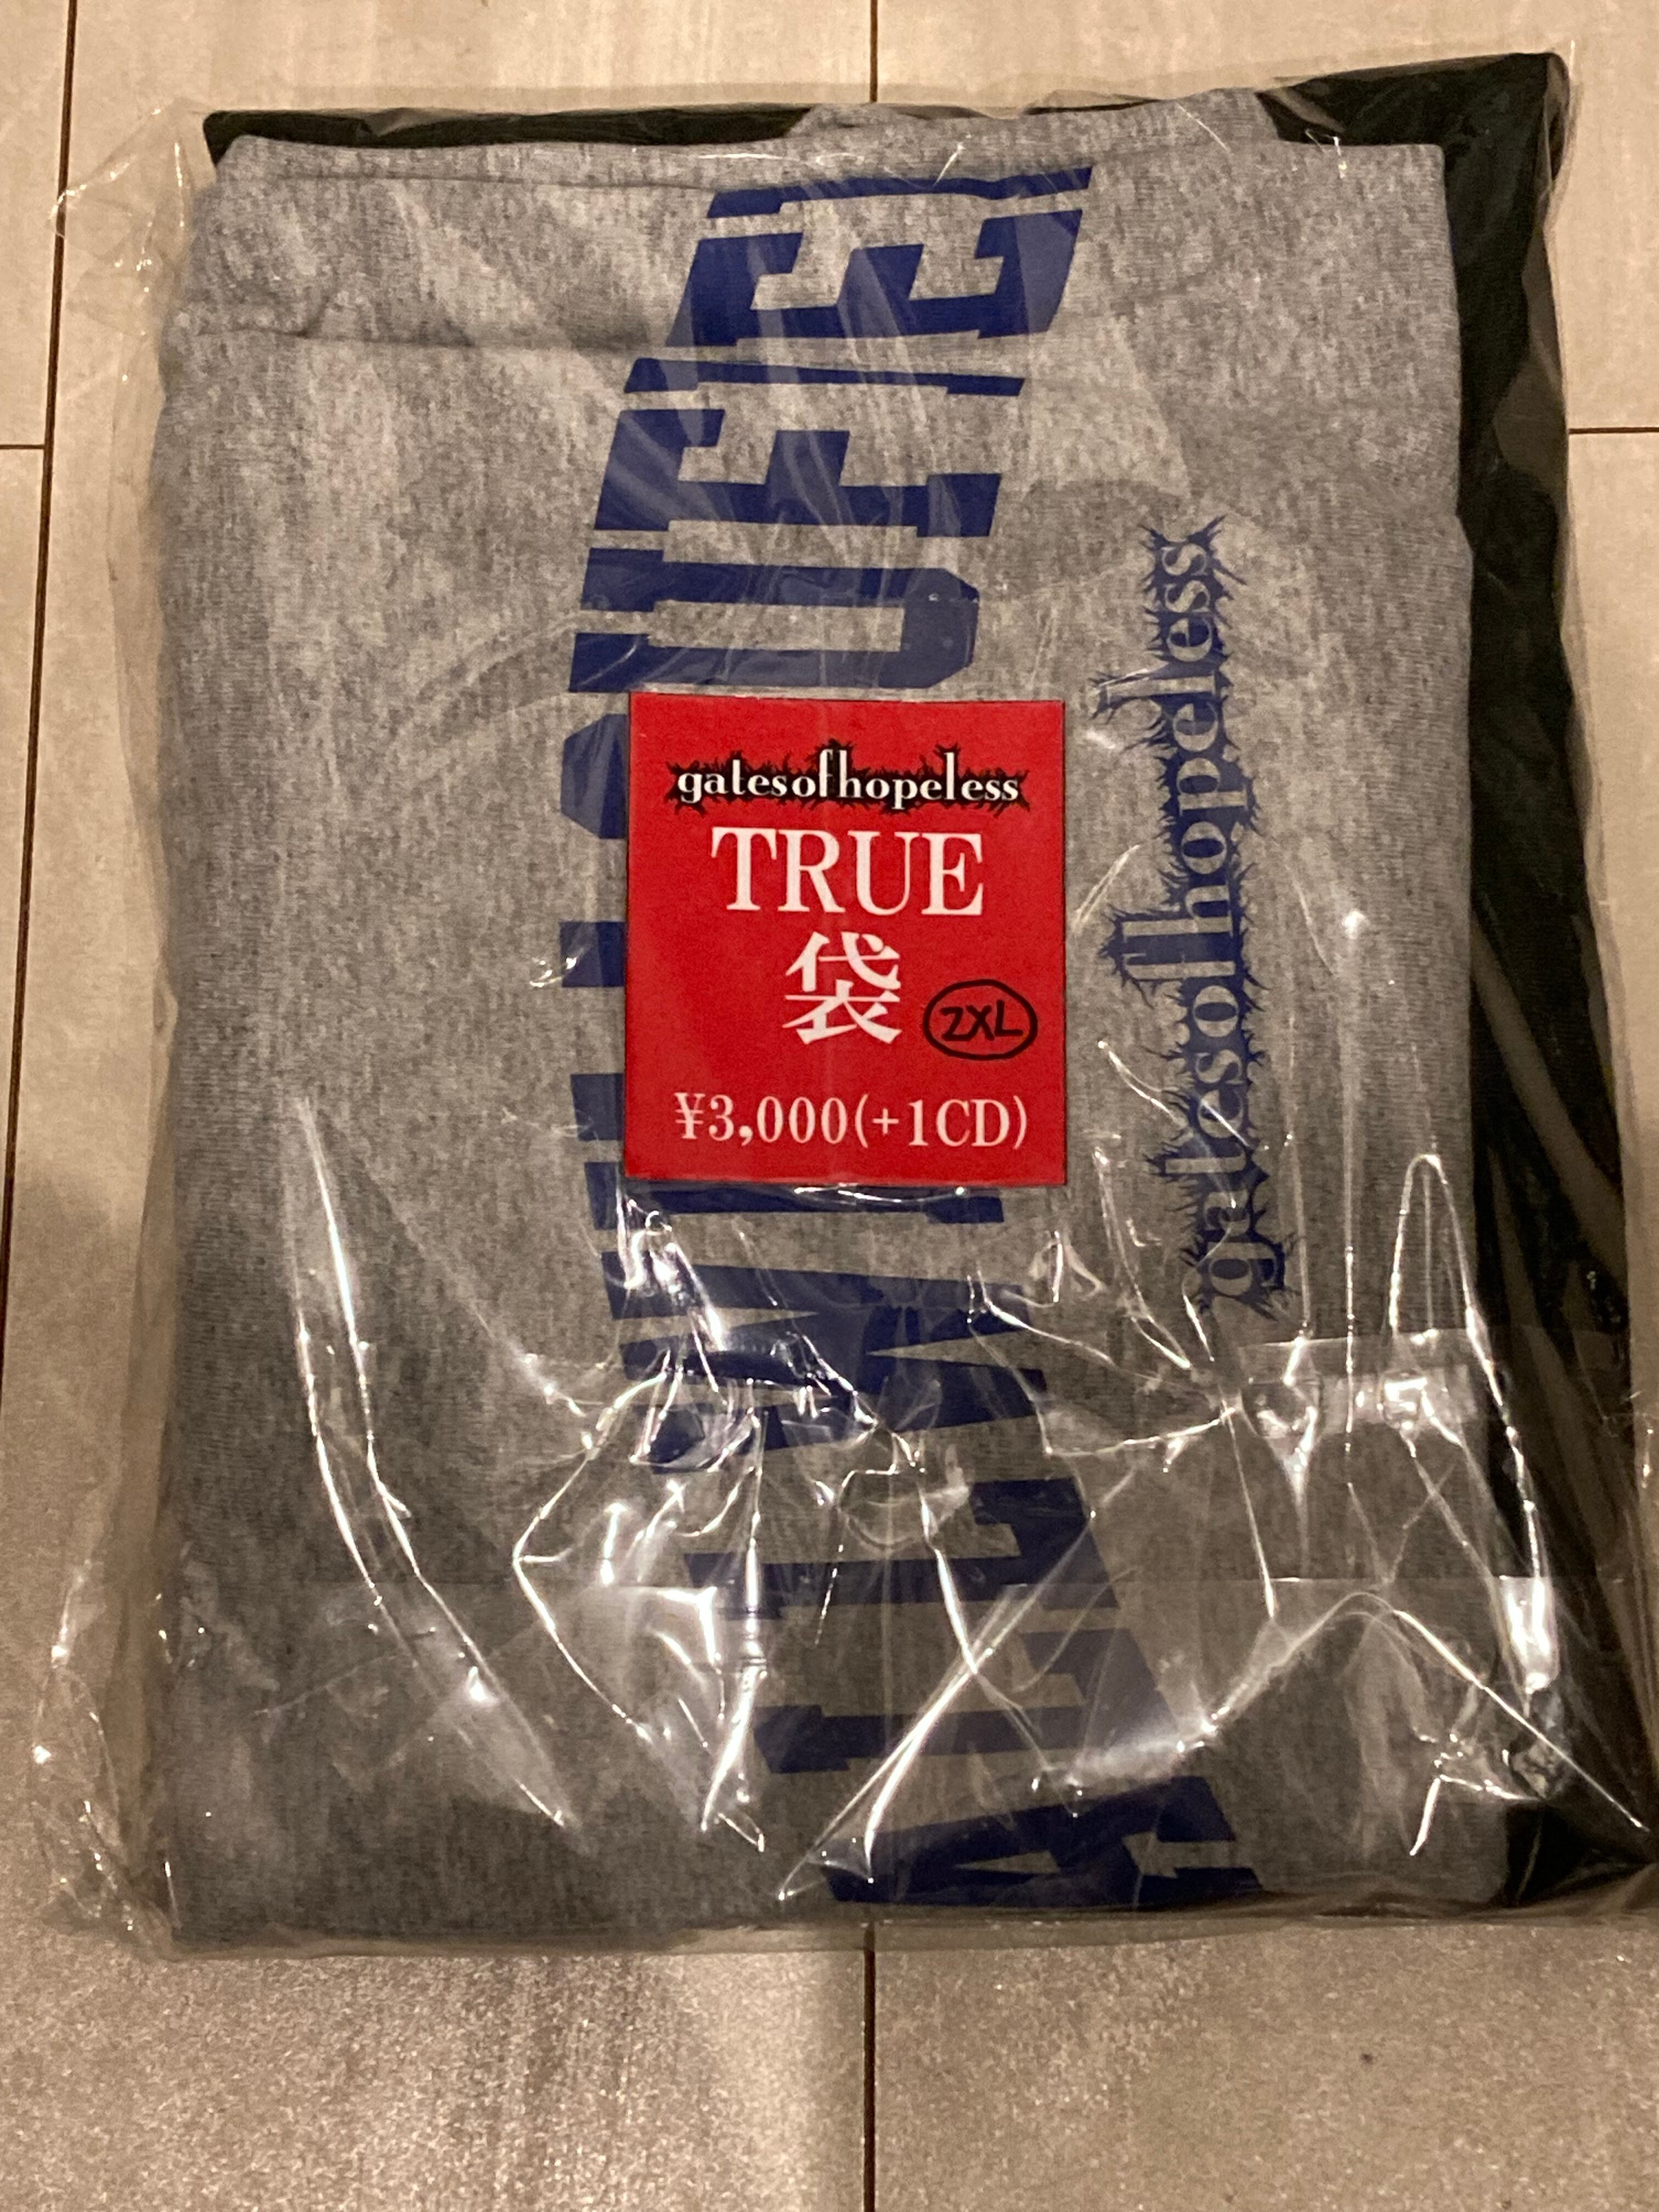 gatesofhopeless
TRUE
袋
2XL
¥3,000(+1CD)
gatesofhopeless